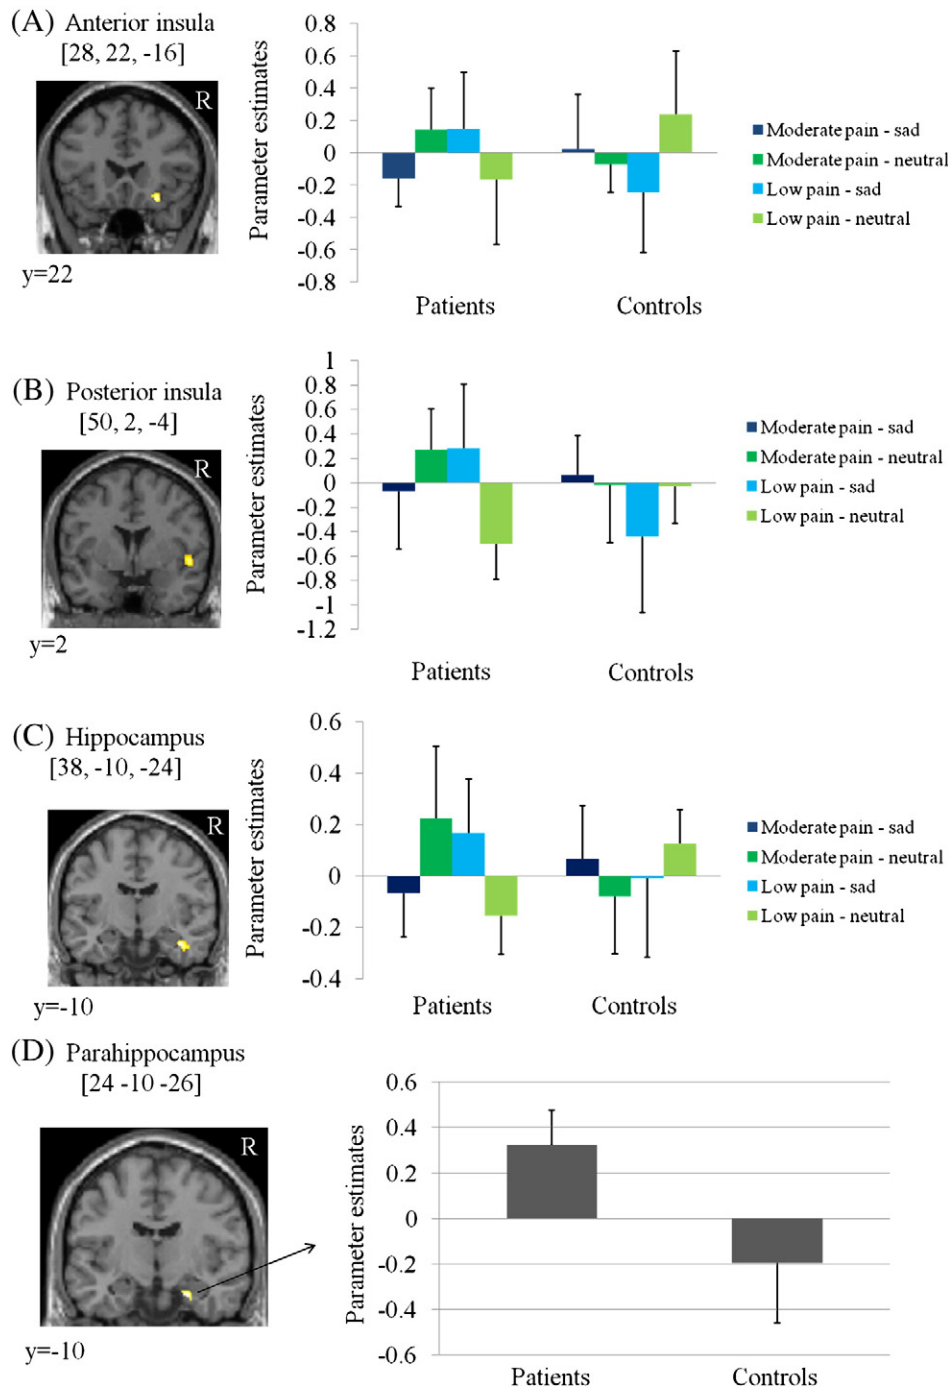 (A) Anterior insula
[28, 22, -16]
R
y=22
Parameter estimates
0.8
0.6
0.4
0.2
0
-0.2
-0.4
-0.6
-0.8
Patients
Controls
Moderate pain - sad
Moderate pain - neutral
Low pain - sad
Low pain - neutral
(B) Posterior insula
[50, 2, -4]
R
y=2
Parameter estimates
1
0.8
0.6
0.4
0.2
0
-0.2
-0.4
-0.6
-0.8
-1
-1.2
Patients
Controls
Moderate pain - sad
Moderate pain - neutral
Low pain - sad
Low pain - neutral
(C) Hippocampus
[38, -10, -24]
R
y=-10
Parameter estimates
0.6
0.4
0.2
0
-0.2
-0.4
Patients
Controls
Moderate pain - sad
Moderate pain - neutral
Low pain - sad
Low pain - neutral
(D) Parahippocampus
[24 -10 -26]
R
y=-10
Parameter estimates
0.6
0.4
0.2
0
-0.2
-0.4
-0.6
Patients
Controls